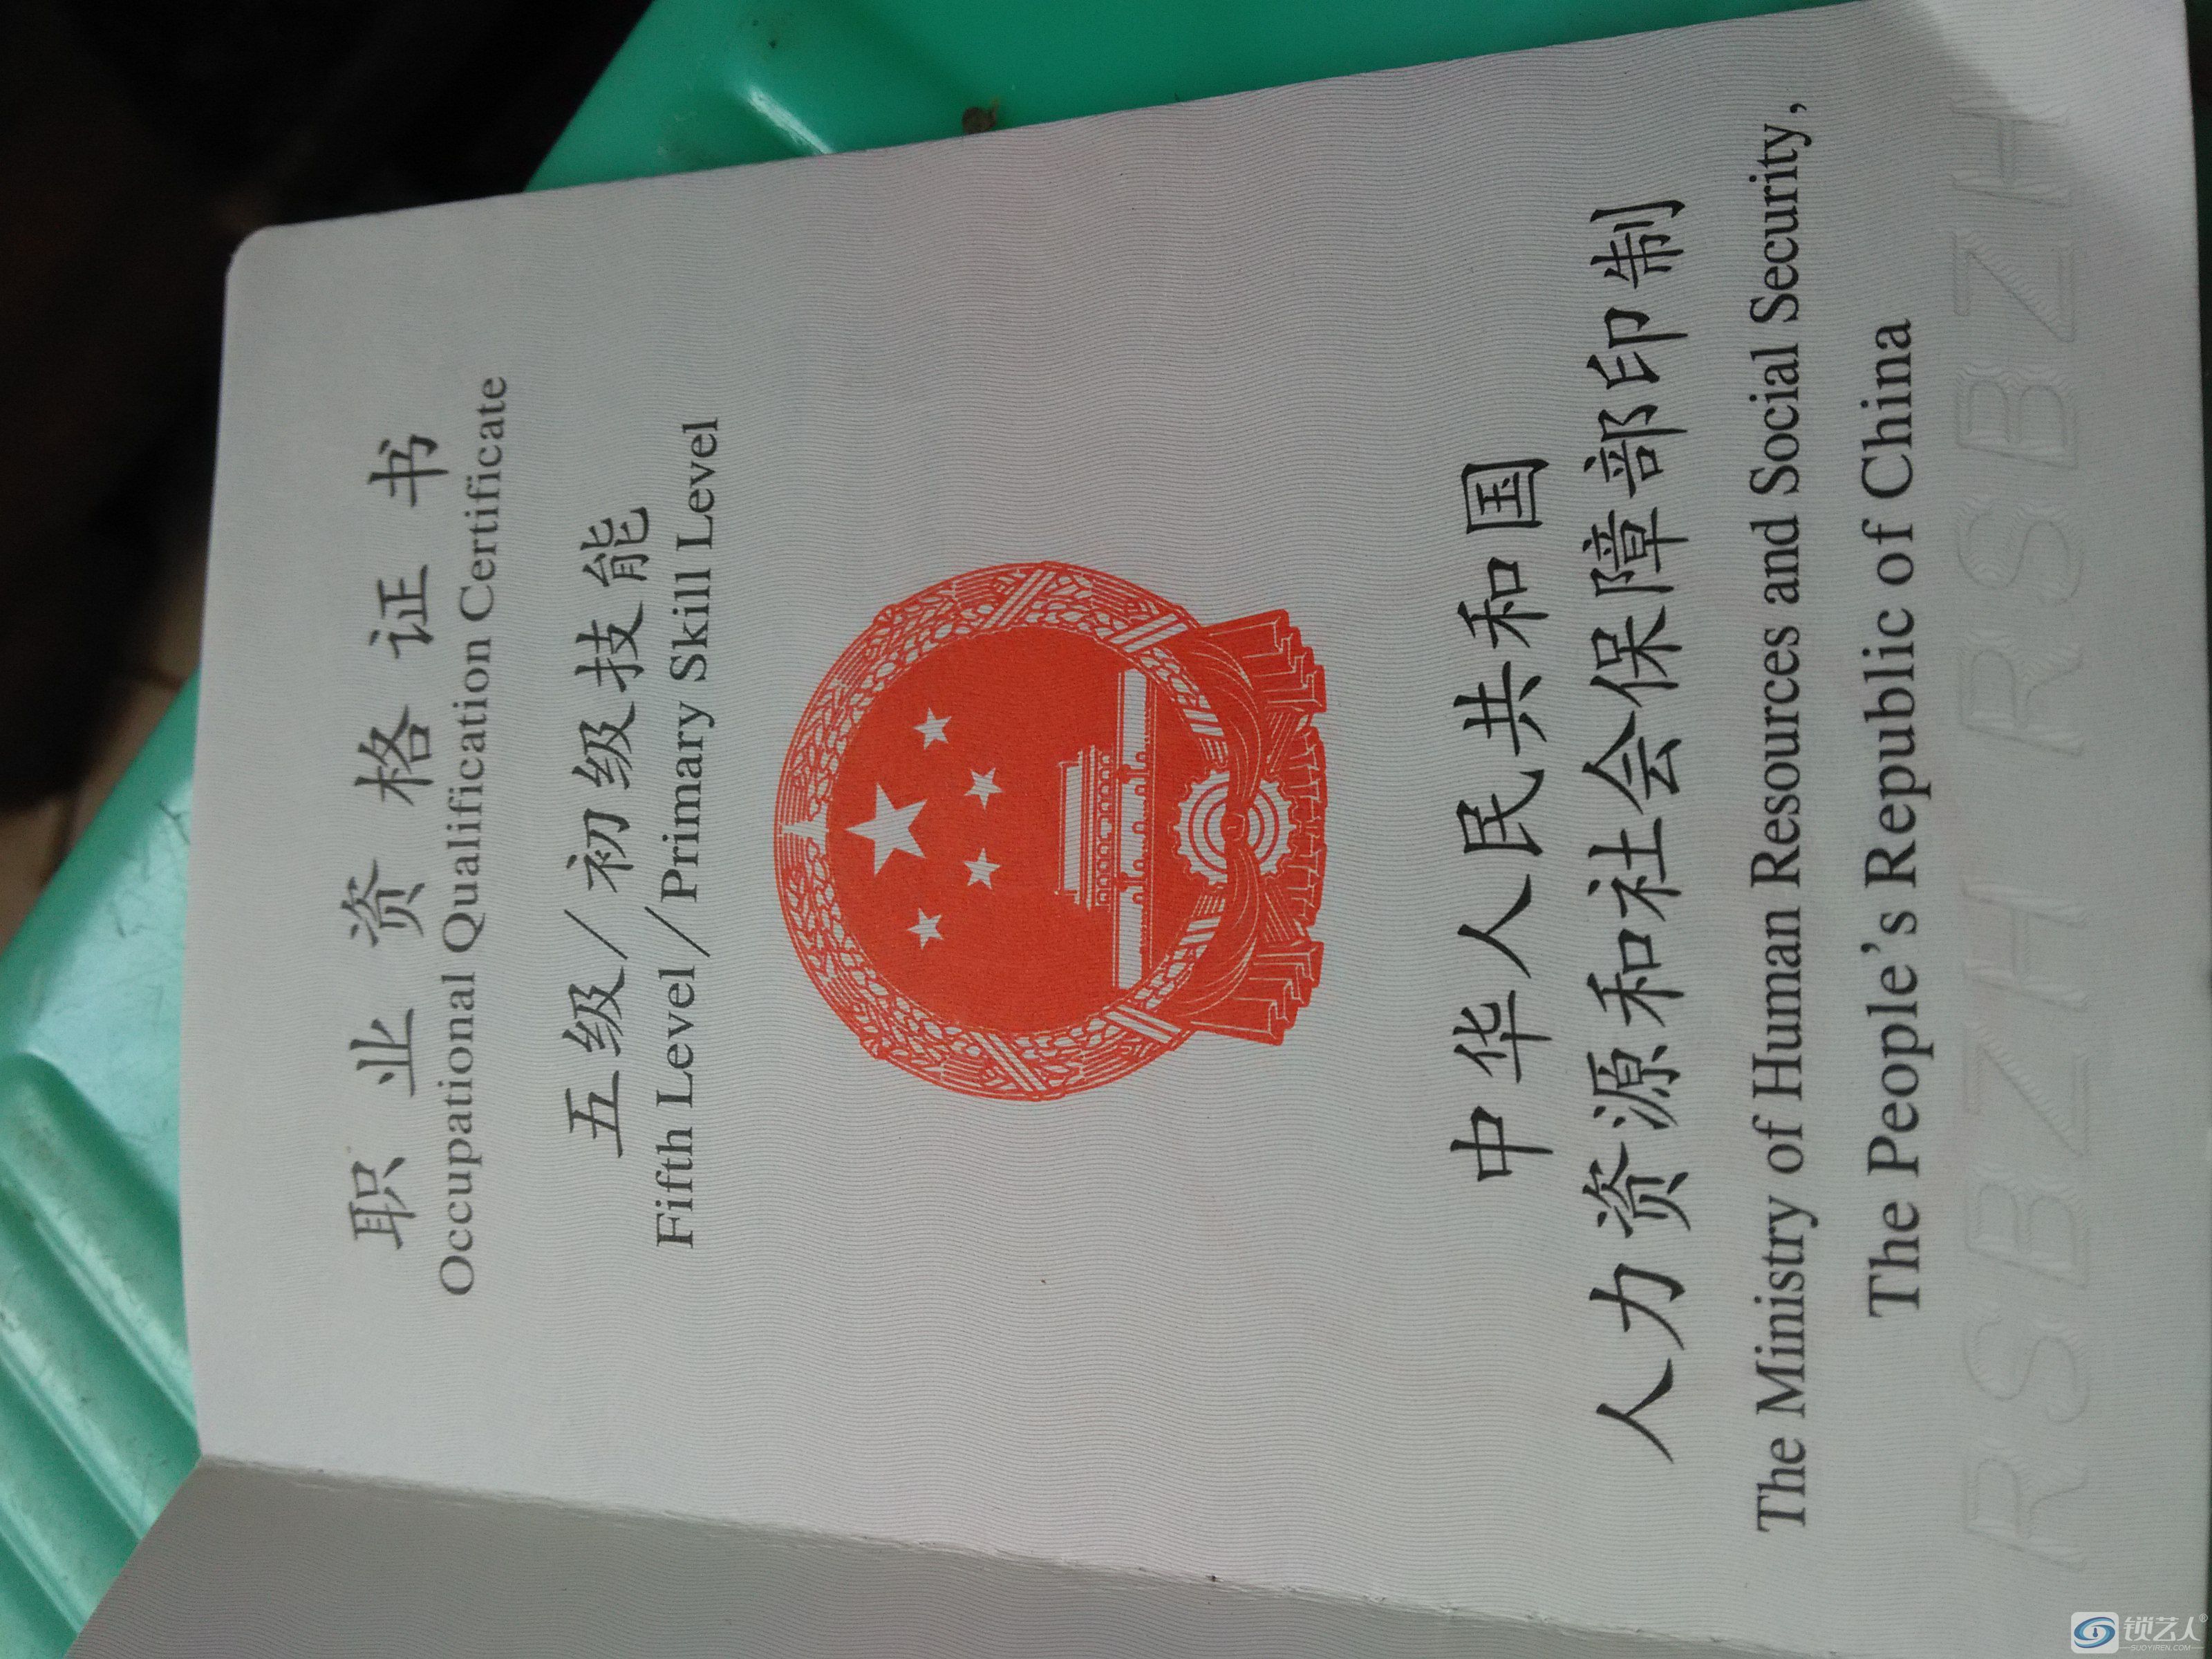 职业资格证书
Occupational Qualification Certificate
五级/初级技能
Fifth Level/Primary Skill Level
中华人民共和国
人力资源和社会保障部印制
The Ministry of Human Resources and Social Security,
The People's Republic of China
RSBZH RSBZH
锁艺人®
SUOYIREN.COM